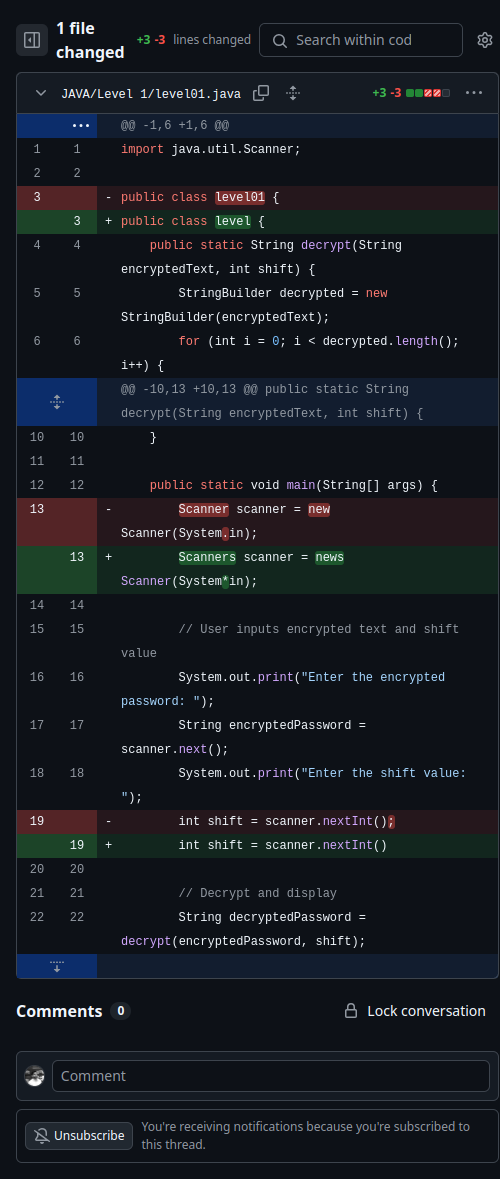 1 file changed
+3 -3 lines changed
Search within cod
JAVA/Level 1/level01.java
+3 -3
@@ -1,6 +1,6 @@
1 1 import java.util.Scanner;
2 2
3 - public class level01 {
3 + public class level {
4 4 public static String decrypt(String
encryptedText, int shift) {
5 5 StringBuilder decrypted = new
StringBuilder(encryptedText);
6 6 for (int i = 0; i < decrypted.length();
i++) {
@@ -10,13 +10,13 @@ public static String
decrypt(String encryptedText, int shift) {
10 10 }
11 11
12 12 public static void main(String[] args) {
13 - Scanner scanner = new
Scanner(System.in);
13 + Scanners scanner = news
Scanner(System*in);
14 14
15 15 // User inputs encrypted text and shift
value
16 16 System.out.print("Enter the encrypted
password: ");
17 17 String encryptedPassword =
scanner.next();
18 18 System.out.print("Enter the shift value:
");
19 - int shift = scanner.nextInt();
19 + int shift = scanner.nextInt()
20 20
21 21 // Decrypt and display
22 22 String decryptedPassword =
decrypt(encryptedPassword, shift);
Comments 0
Lock conversation
Comment
Unsubscribe
You're receiving notifications because you're subscribed to
this thread.